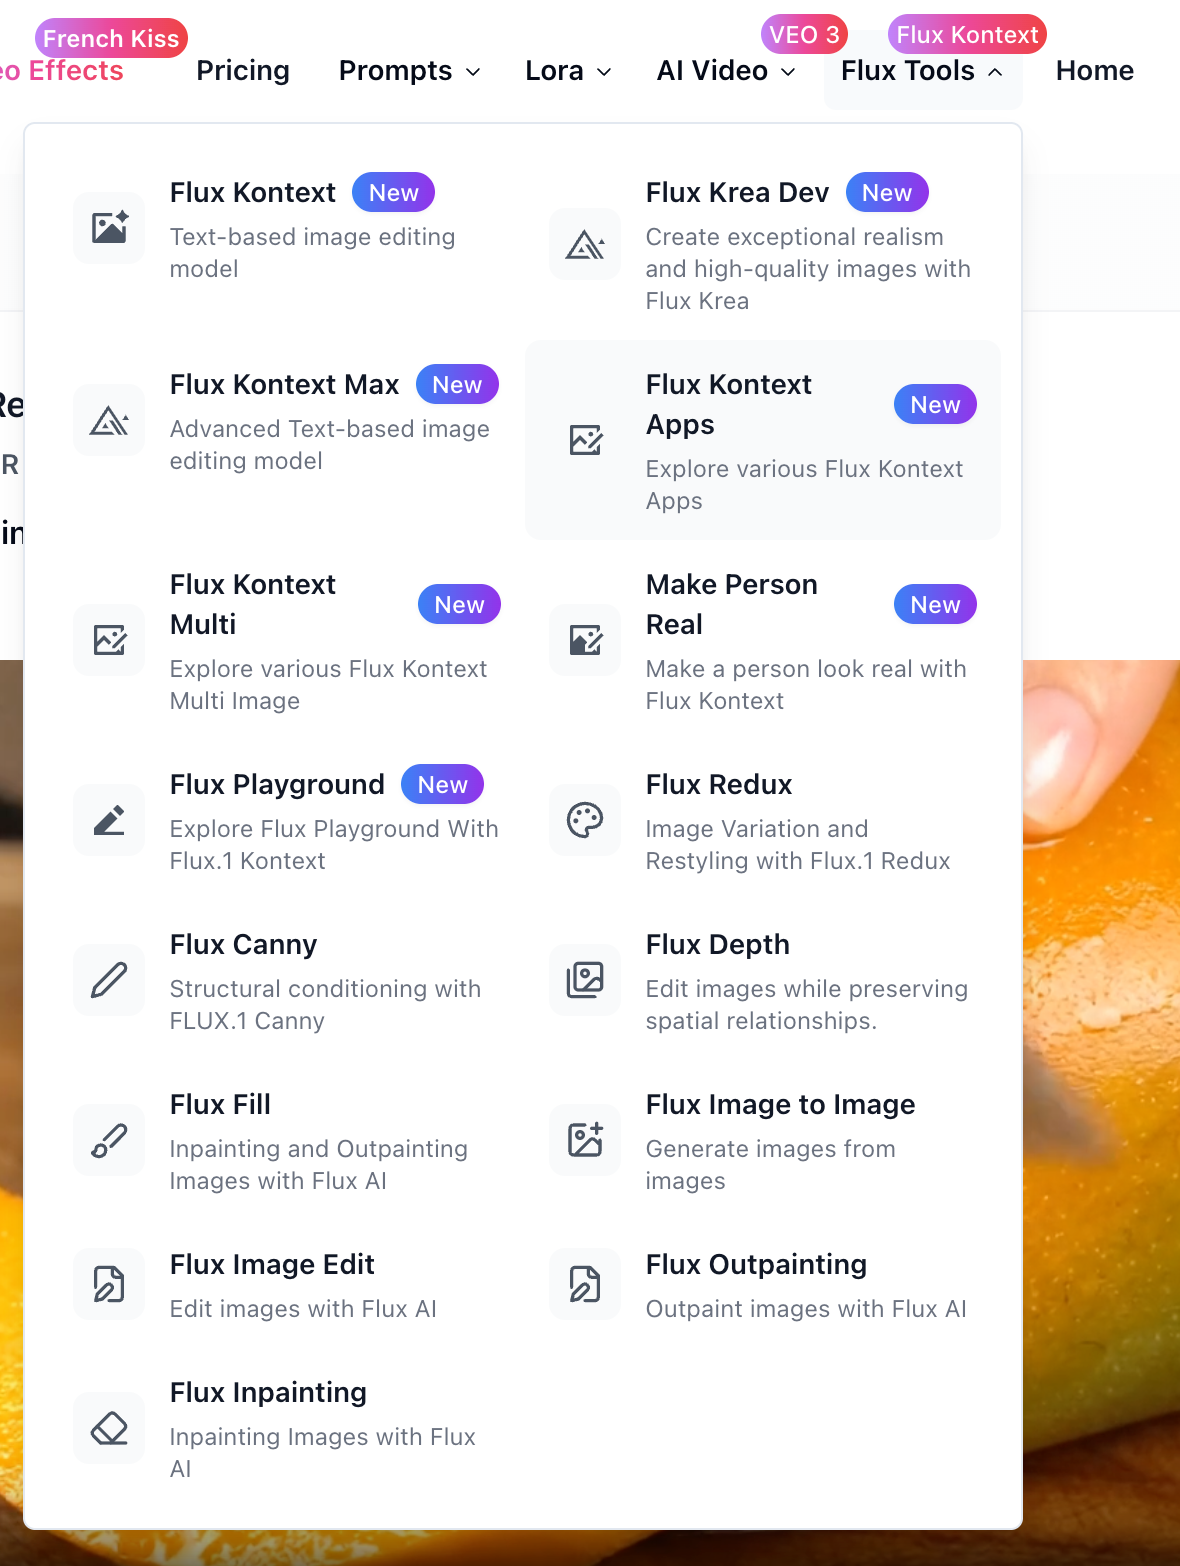 French Kiss
VEO 3
Flux Kontext
eo Effects
Pricing
Prompts
Lora
AI Video
Flux Tools
Home
Flux Kontext
New
Text-based image editing
model
Flux Krea Dev
New
Create exceptional realism
and high-quality images with
Flux Krea
Flux Kontext Max
New
Advanced Text-based image
editing model
Flux Kontext
Apps
New
Explore various Flux Kontext
Apps
Flux Kontext
Multi
New
Explore various Flux Kontext
Multi Image
Make Person
Real
New
Make a person look real with
Flux Kontext
Flux Playground
New
Explore Flux Playground With
Flux.1 Kontext
Flux Redux
Image Variation and
Restyling with Flux.1 Redux
Flux Canny
Structural conditioning with
FLUX.1 Canny
Flux Depth
Edit images while preserving
spatial relationships.
Flux Fill
Inpainting and Outpainting
Images with Flux AI
Flux Image to Image
Generate images from
images
Flux Image Edit
Edit images with Flux AI
Flux Outpainting
Outpaint images with Flux AI
Flux Inpainting
Inpainting Images with Flux
AI
Re
R
in